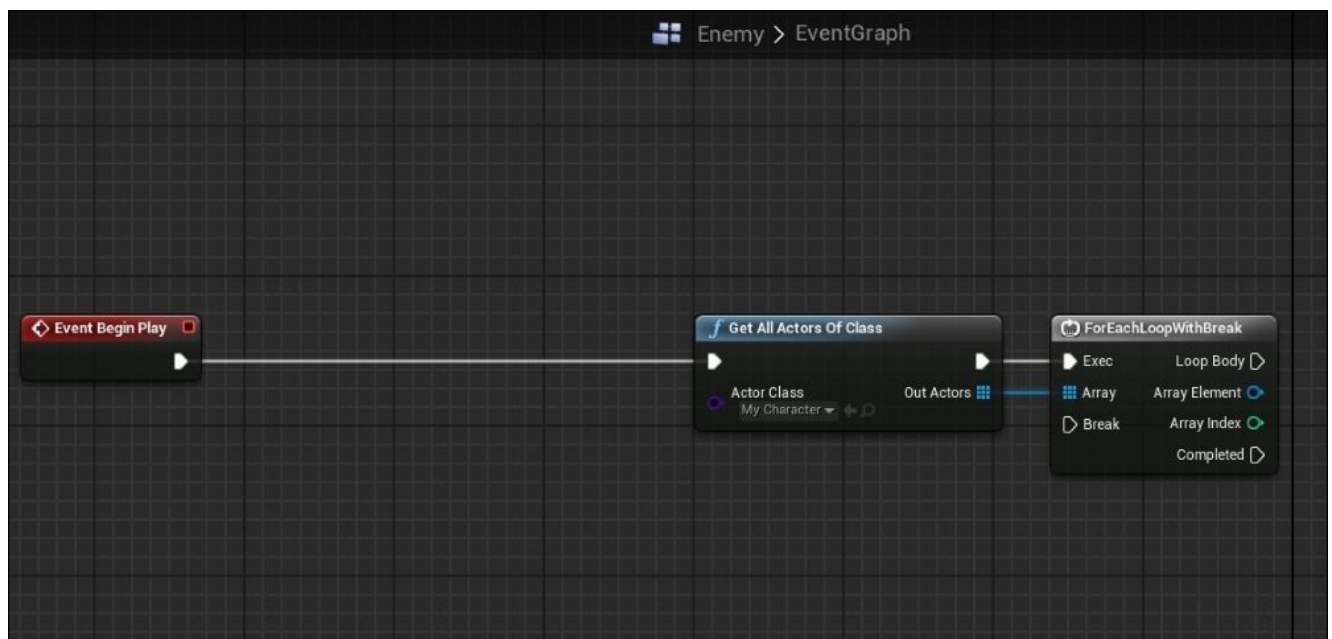 Enemy > EventGraph
Event Begin Play
f Get All Actors Of Class
Actor Class
My Character
Out Actors
ForEachLoopWithBreak
Exec
Loop Body
Array
Array Element
Break
Array Index
Completed